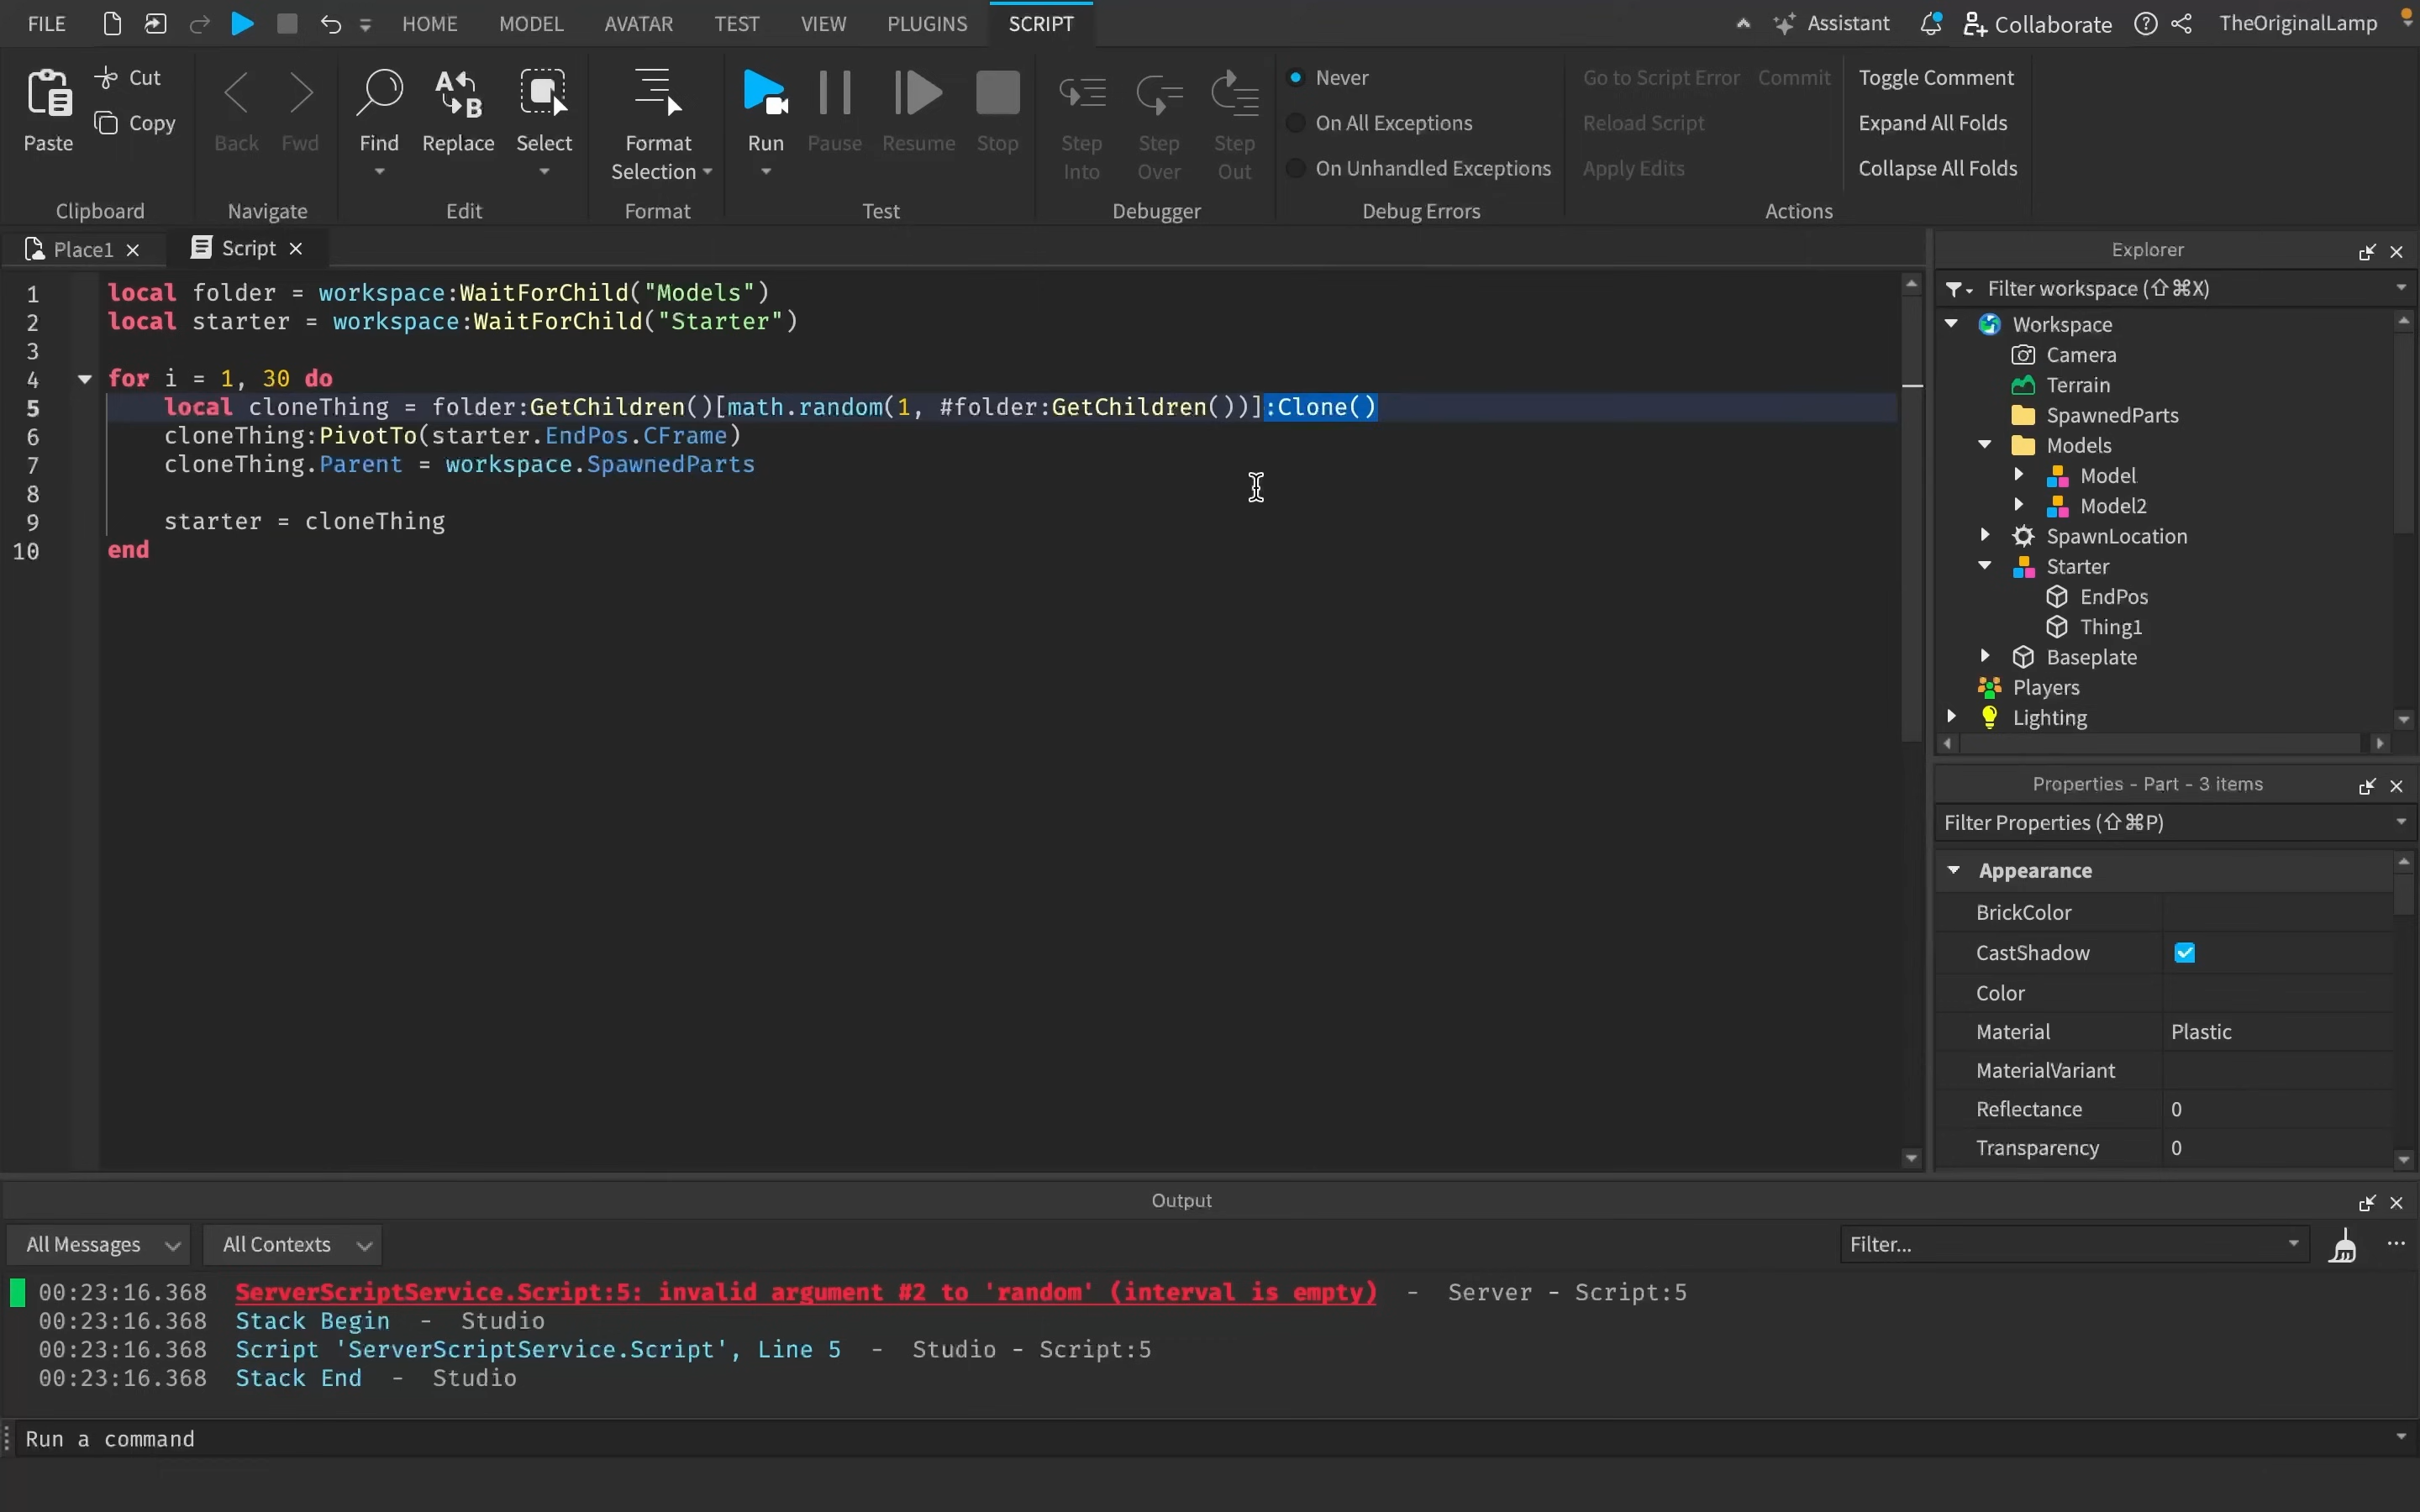 FILE HOME MODEL AVATAR TEST VIEW PLUGINS SCRIPT Assistant Collaborate TheOriginalLamp
Paste Cut Copy
Clipboard
Back Fwd
Navigate
Find Replace Select
Edit
Format Selection
Format
Run Pause Resume Stop
Test
Step Into Step Over Step Out
Debugger
Never
On All Exceptions
On Unhandled Exceptions
Debug Errors
Go to Script Error Commit
Reload Script
Apply Edits
Toggle Comment
Expand All Folds
Collapse All Folds
Actions
Place1 Script
1 local folder = workspace:WaitForChild("Models")
2 local starter = workspace:WaitForChild("Starter")
3
4 for i = 1, 30 do
5 local cloneThing = folder:GetChildren()[math.random(1, #folder:GetChildren())]:Clone()
6 cloneThing:PivotTo(starter.EndPos.CFrame)
7 cloneThing.Parent = workspace.SpawnedParts
8
9 starter = cloneThing
10 end
Explorer
Filter workspace (⇧⌘X)
Workspace
Camera
Terrain
SpawnedParts
Models
Model
Model2
SpawnLocation
Starter
EndPos
Thing1
Baseplate
Players
Lighting
Properties - Part - 3 items
Filter Properties (⇧⌘P)
Appearance
BrickColor
CastShadow
Color
Material Plastic
MaterialVariant
Reflectance 0
Transparency 0
Output
All Messages All Contexts Filter...
00:23:16.368 ServerScriptService.Script:5: invalid argument #2 to 'random' (interval is empty) - Server - Script:5
00:23:16.368 Stack Begin - Studio
00:23:16.368 Script 'ServerScriptService.Script', Line 5 - Studio - Script:5
00:23:16.368 Stack End - Studio
Run a command